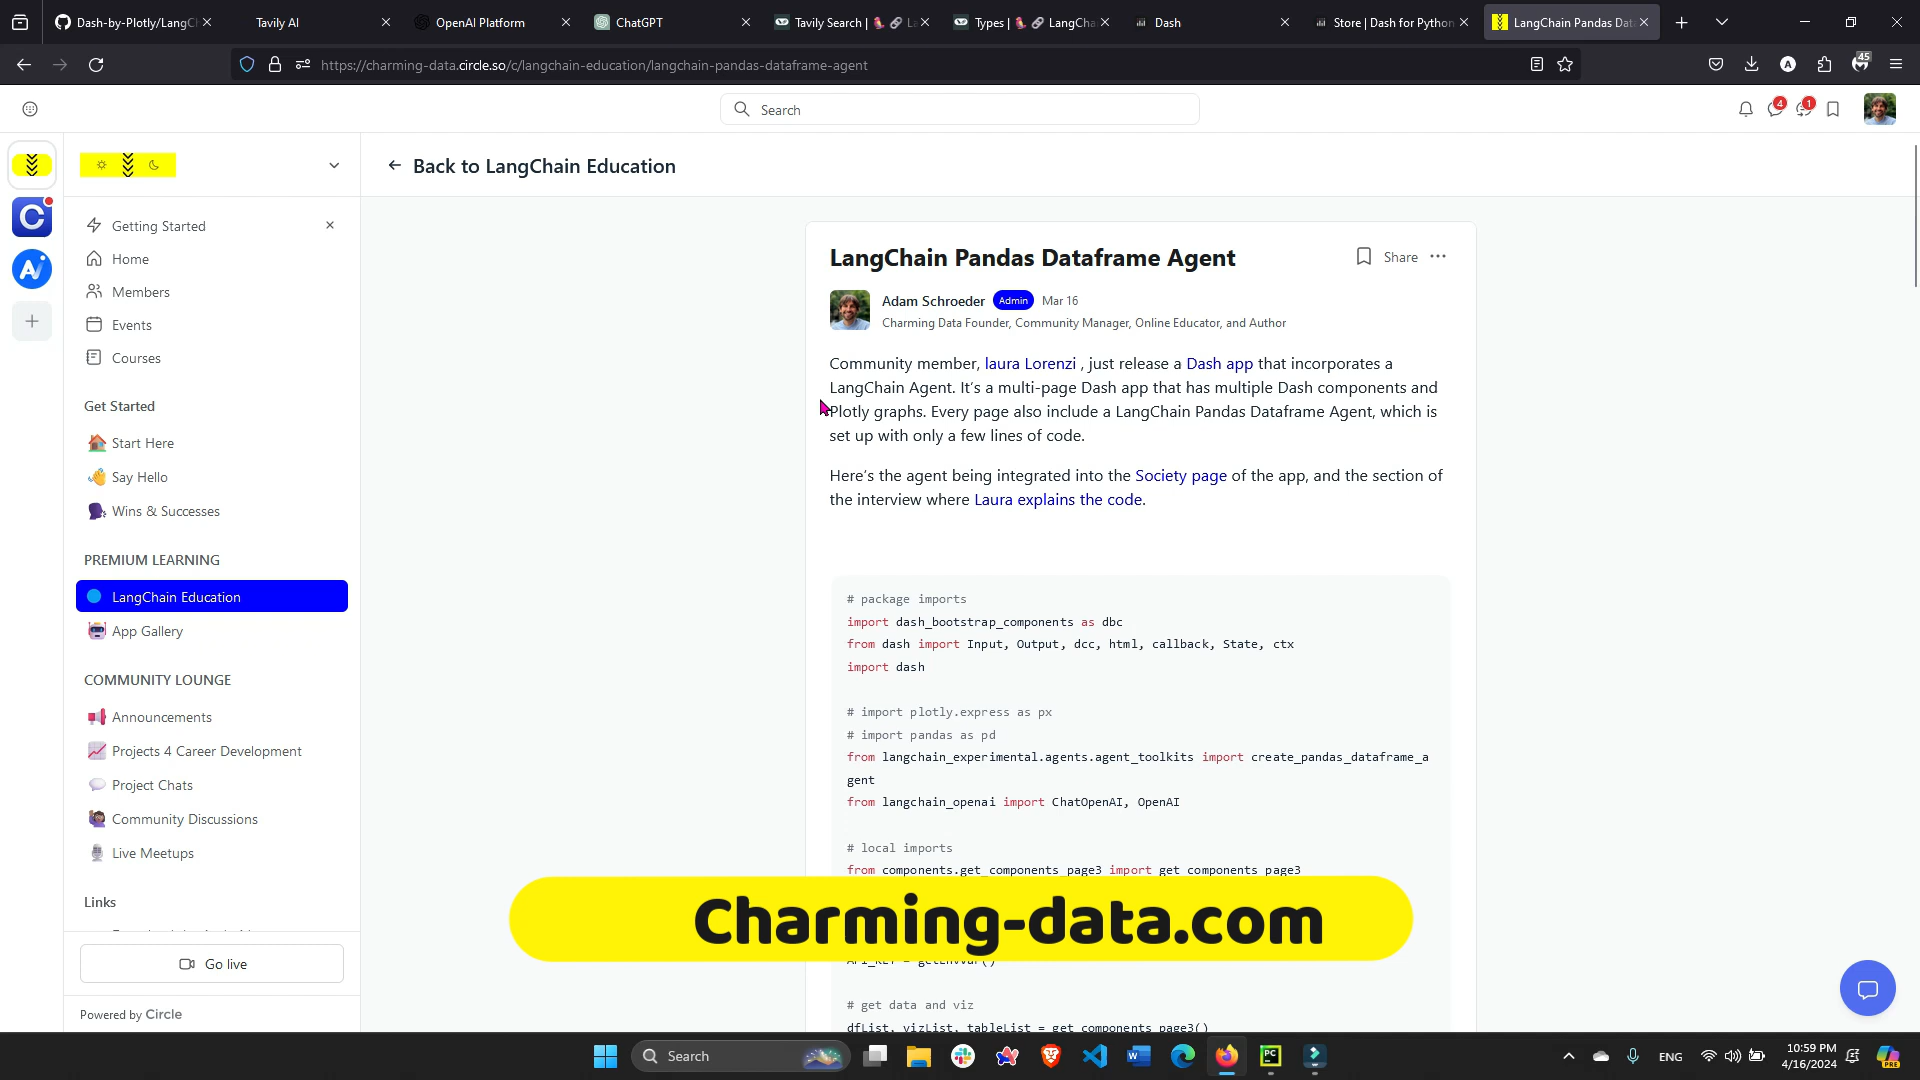 Dash-by-Plotly/LangCl
Tavily AI
OpenAI Platform
ChatGPT
Tavily Search | 🦜🔗 La
Types | 🦜🔗 LangCha
Dash
Store | Dash for Python
LangChain Pandas Dat
https://charming-data.circle.so/c/langchain-education/langchain-pandas-dataframe-agent
A
45
Search
4
1
C
Back to LangChain Education
Getting Started
Home
Members
Events
Courses
Get Started
Start Here
Say Hello
Wins & Successes
PREMIUM LEARNING
LangChain Education
App Gallery
COMMUNITY LOUNGE
Announcements
Projects 4 Career Development
Project Chats
Community Discussions
Live Meetups
Links
Go live
Powered by Circle
LangChain Pandas Dataframe Agent
Share
Adam Schroeder Admin Mar 16
Charming Data Founder, Community Manager, Online Educator, and Author
Community member, laura Lorenzi , just release a Dash app that incorporates a
LangChain Agent. It's a multi-page Dash app that has multiple Dash components and
Plotly graphs. Every page also include a LangChain Pandas Dataframe Agent, which is
set up with only a few lines of code.
Here's the agent being integrated into the Society page of the app, and the section of
the interview where Laura explains the code.
# package imports
import dash_bootstrap_components as dbc
from dash import Input, Output, dcc, html, callback, State, ctx
import dash
# import plotly.express as px
# import pandas as pd
from langchain_experimental.agents.agent_toolkits import create_pandas_dataframe_a
gent
from langchain_openai import ChatOpenAI, OpenAI
# local imports
from components.get_components_page3 import get_components_page3
Charming-data.com
# get data and viz
dfList, vizList, tableList = get_components_page3()
Search
ENG
10:59 PM
4/16/2024